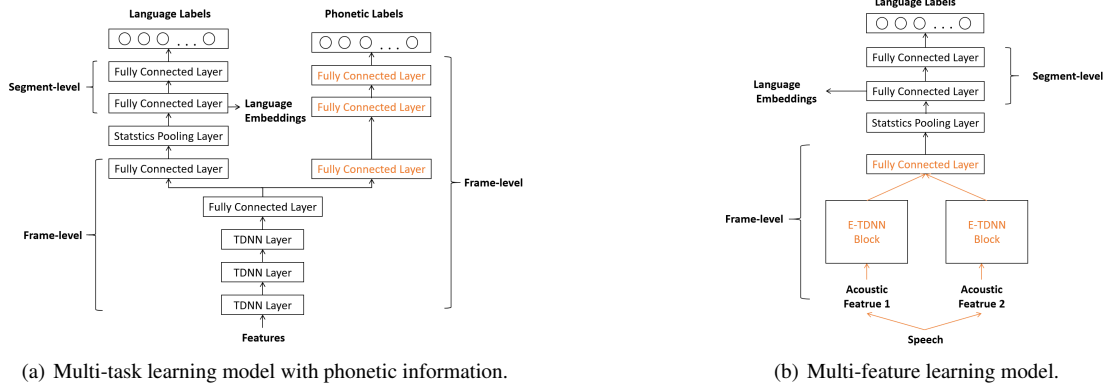 Language Labels
Phonetic Labels
. . .
. . .
Fully Connected Layer
Fully Connected Layer
Segment-level
Fully Connected Layer
Language
Embeddings
Fully Connected Layer
Statstics Pooling Layer
Fully Connected Layer
Fully Connected Layer
Frame-level
Fully Connected Layer
Frame-level
TDNN Layer
TDNN Layer
TDNN Layer
Features
(a) Multi-task learning model with phonetic information.
Language Labels
. . .
Fully Connected Layer
Segment-level
Language
Embeddings
Fully Connected Layer
Statstics Pooling Layer
Fully Connected Layer
Frame-level
E-TDNN
Block
E-TDNN
Block
Acoustic
Featrue 1
Acoustic
Featrue 2
Speech
(b) Multi-feature learning model.